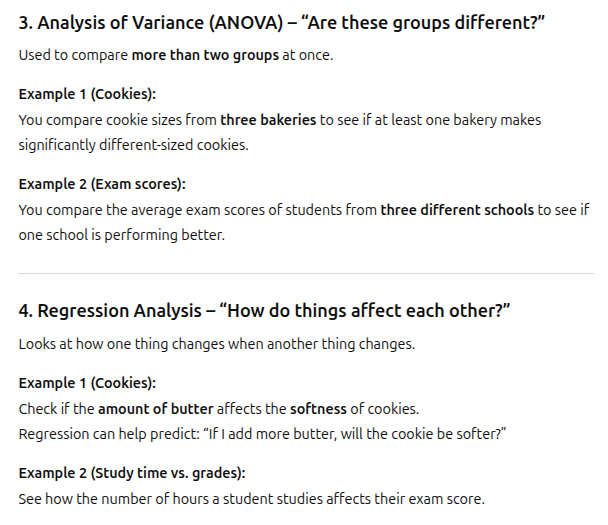 3. Analysis of Variance (ANOVA) – “Are these groups different?”
Used to compare more than two groups at once.
Example 1 (Cookies):
You compare cookie sizes from three bakeries to see if at least one bakery makes
significantly different-sized cookies.
Example 2 (Exam scores):
You compare the average exam scores of students from three different schools to see if
one school is performing better.
4. Regression Analysis – “How do things affect each other?”
Looks at how one thing changes when another thing changes.
Example 1 (Cookies):
Check if the amount of butter affects the softness of cookies.
Regression can help predict: “If I add more butter, will the cookie be softer?”
Example 2 (Study time vs. grades):
See how the number of hours a student studies affects their exam score.